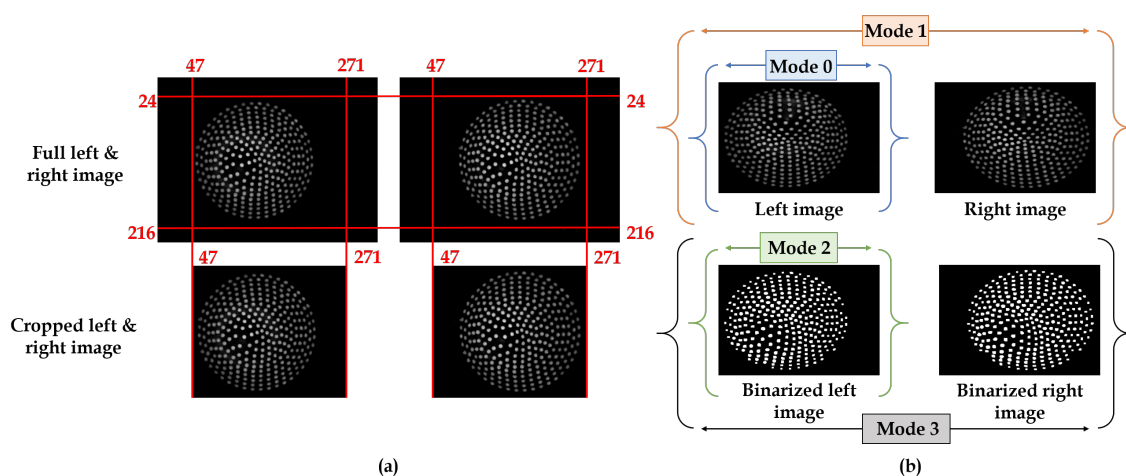 47 271 47 271
24 24
Full left &
right image
216 216
47 271 47 271
Cropped left &
right image
(a)
Mode 1
Mode 0
Left image Right image
Mode 2
Binarized left
image
Binarized right
image
Mode 3
(b)